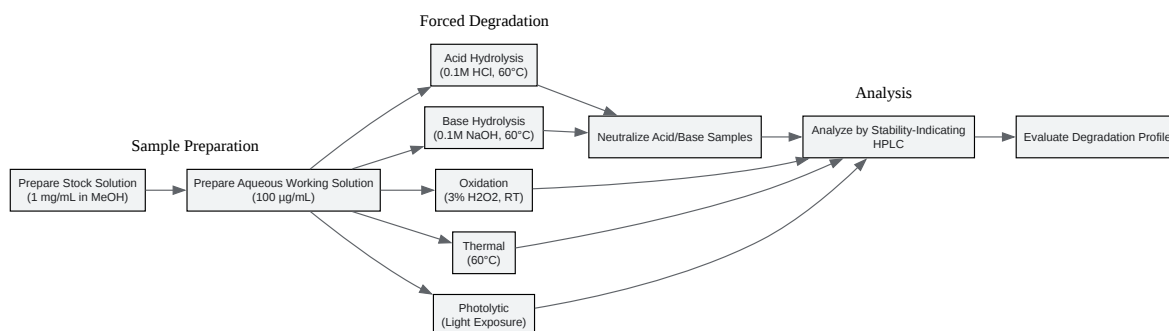 Forced Degradation
Acid Hydrolysis
(0.1M HCl, 60°C)
Analysis
Base Hydrolysis
(0.1M NaOH, 60°C)
Neutralize Acid/Base Samples
Analyze by Stability-Indicating
HPLC
Evaluate Degradation Profile
Sample Preparation
Prepare Stock Solution
(1 mg/mL in MeOH)
Prepare Aqueous Working Solution
(100 µg/mL)
Oxidation
(3% H2O2, RT)
Thermal
(60°C)
Photolytic
(Light Exposure)